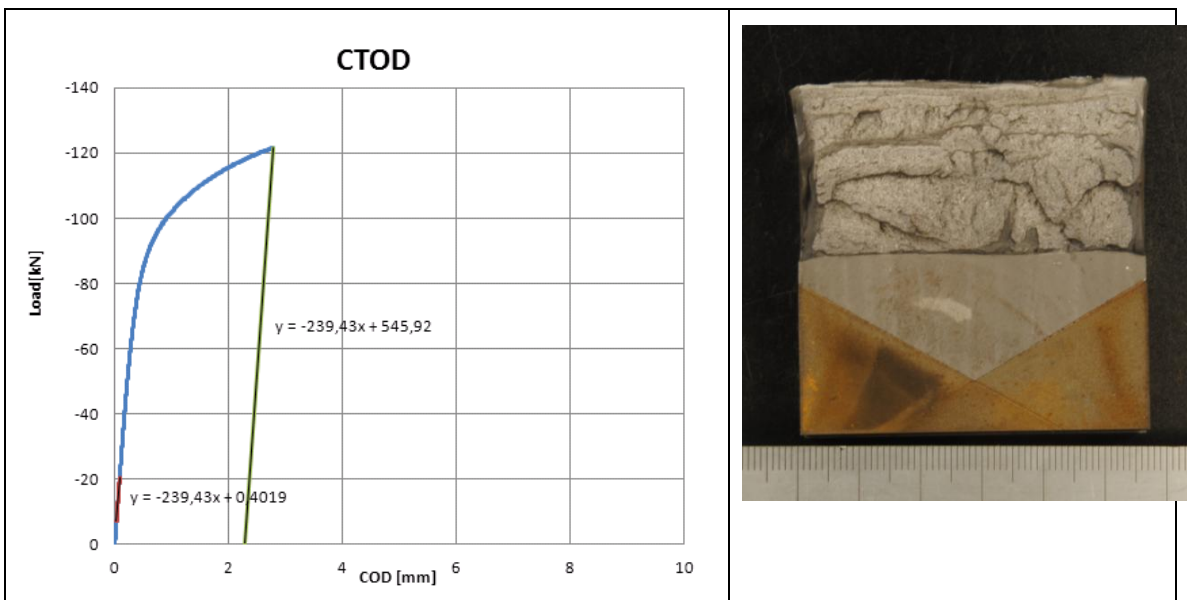 CTOD
-140
-120
-100
-80
-60
-40
-20
0
Load[kN]
y = -239,43x + 545,92
y = -239,43x + 0,4019
0 2 4 6 8 10
COD [mm]